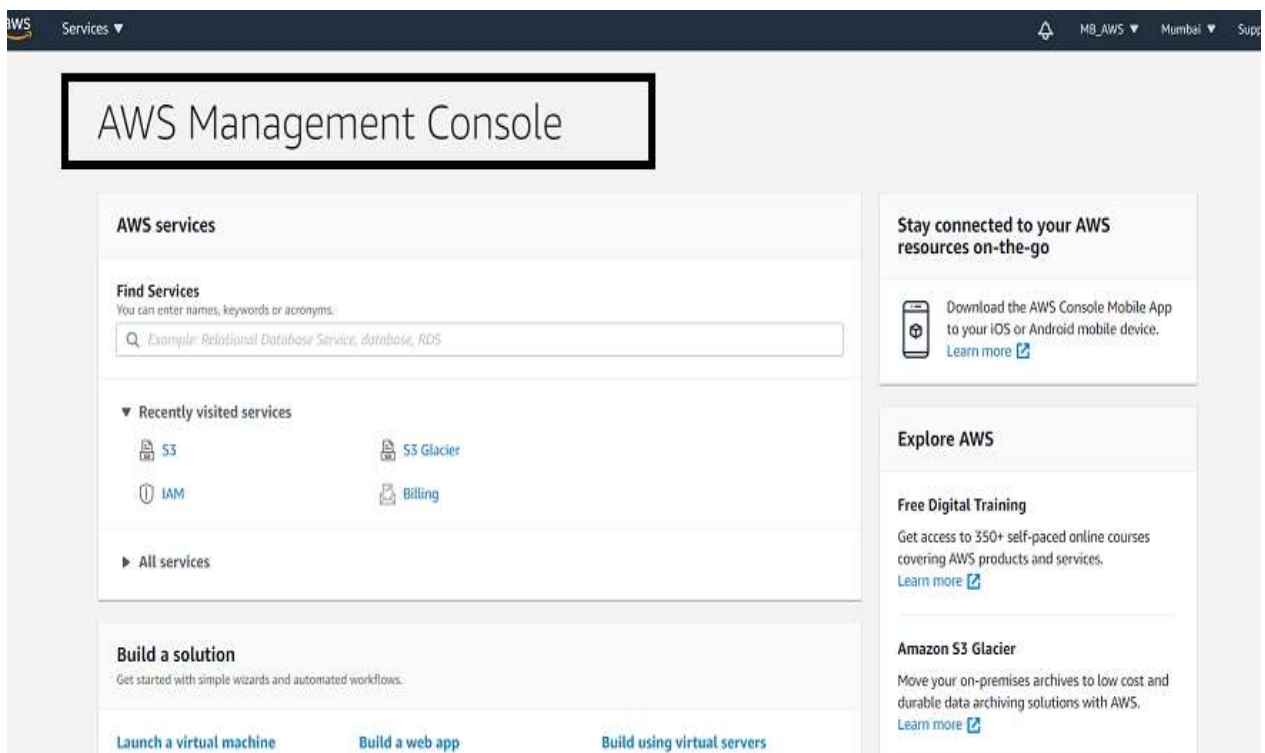 aws Services ▼ MB_AWS ▼ Mumbai ▼ Supp
AWS Management Console
AWS services
Find Services
You can enter names, keywords or acronyms.
Example: Relational Database Service, database, RDS
▼ Recently visited services
S3
S3 Glacier
IAM
Billing
▶ All services
Build a solution
Get started with simple wizards and automated workflows.
Launch a virtual machine
Build a web app
Build using virtual servers
Stay connected to your AWS
resources on-the-go
Download the AWS Console Mobile App
to your iOS or Android mobile device.
Learn more
Explore AWS
Free Digital Training
Get access to 350+ self-paced online courses
covering AWS products and services.
Learn more
Amazon S3 Glacier
Move your on-premises archives to low cost and
durable data archiving solutions with AWS.
Learn more